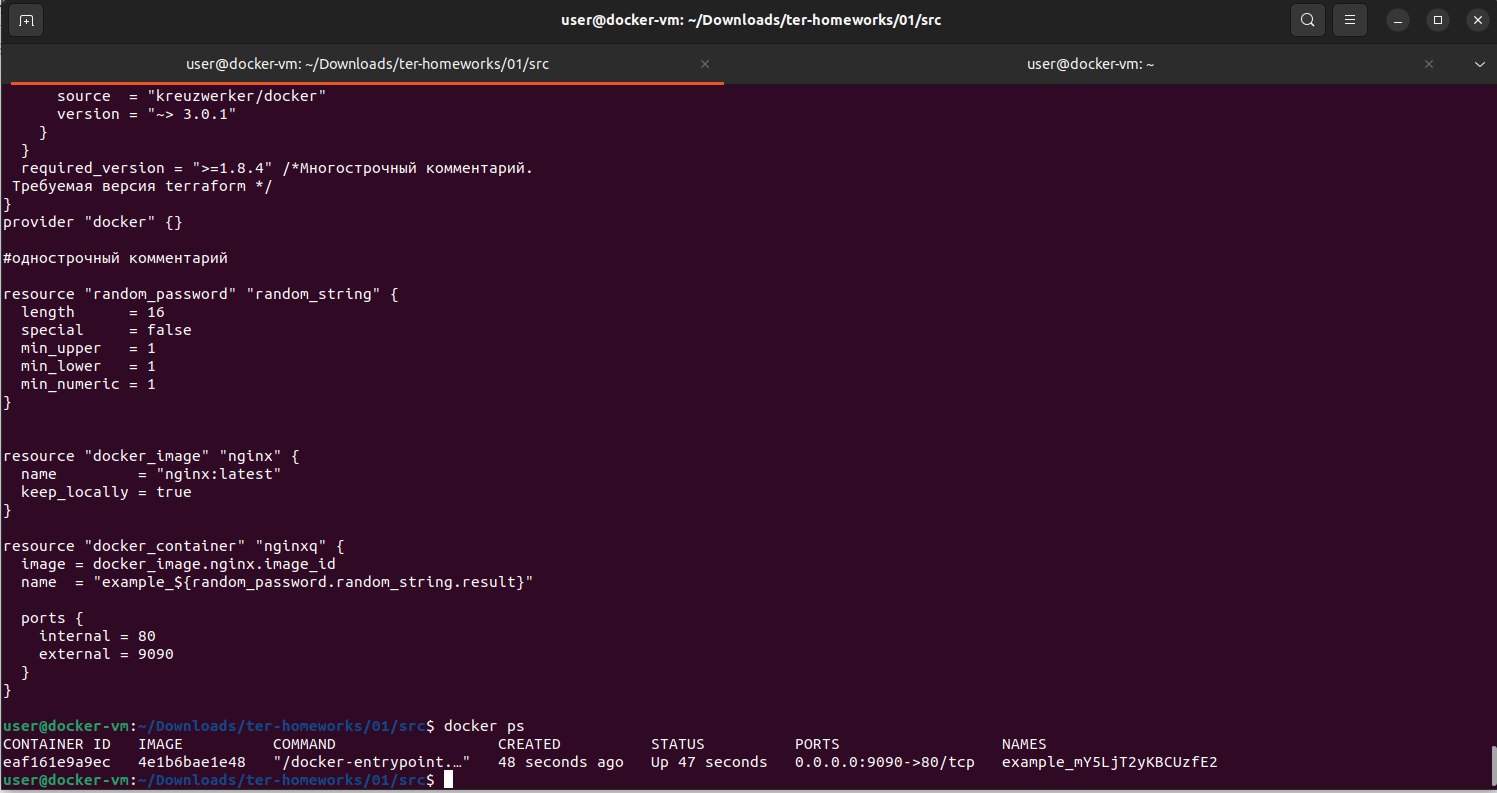 user@docker-vm: ~/Downloads/ter-homeworks/01/src
user@docker-vm: ~/Downloads/ter-homeworks/01/src
user@docker-vm: ~
      source  = "kreuzwerker/docker"
      version = "~> 3.0.1"
    }
  }
  required_version = ">=1.8.4" /*Многострочный комментарий.
 Требуемая версия terraform */
}
provider "docker" {}

#однострочный комментарий

resource "random_password" "random_string" {
  length      = 16
  special     = false
  min_upper   = 1
  min_lower   = 1
  min_numeric = 1
}


resource "docker_image" "nginx" {
  name         = "nginx:latest"
  keep_locally = true
}

resource "docker_container" "nginxq" {
  image = docker_image.nginx.image_id
  name  = "example_${random_password.random_string.result}"

  ports {
    internal = 80
    external = 9090
  }
}

user@docker-vm:~/Downloads/ter-homeworks/01/src$ docker ps
CONTAINER ID   IMAGE          COMMAND                  CREATED          STATUS          PORTS                  NAMES
eaf161e9a9ec   4e1b6bae1e48   "/docker-entrypoint.…"   48 seconds ago   Up 47 seconds   0.0.0.0:9090->80/tcp   example_mY5LjT2yKBCUzfE2
user@docker-vm:~/Downloads/ter-homeworks/01/src$